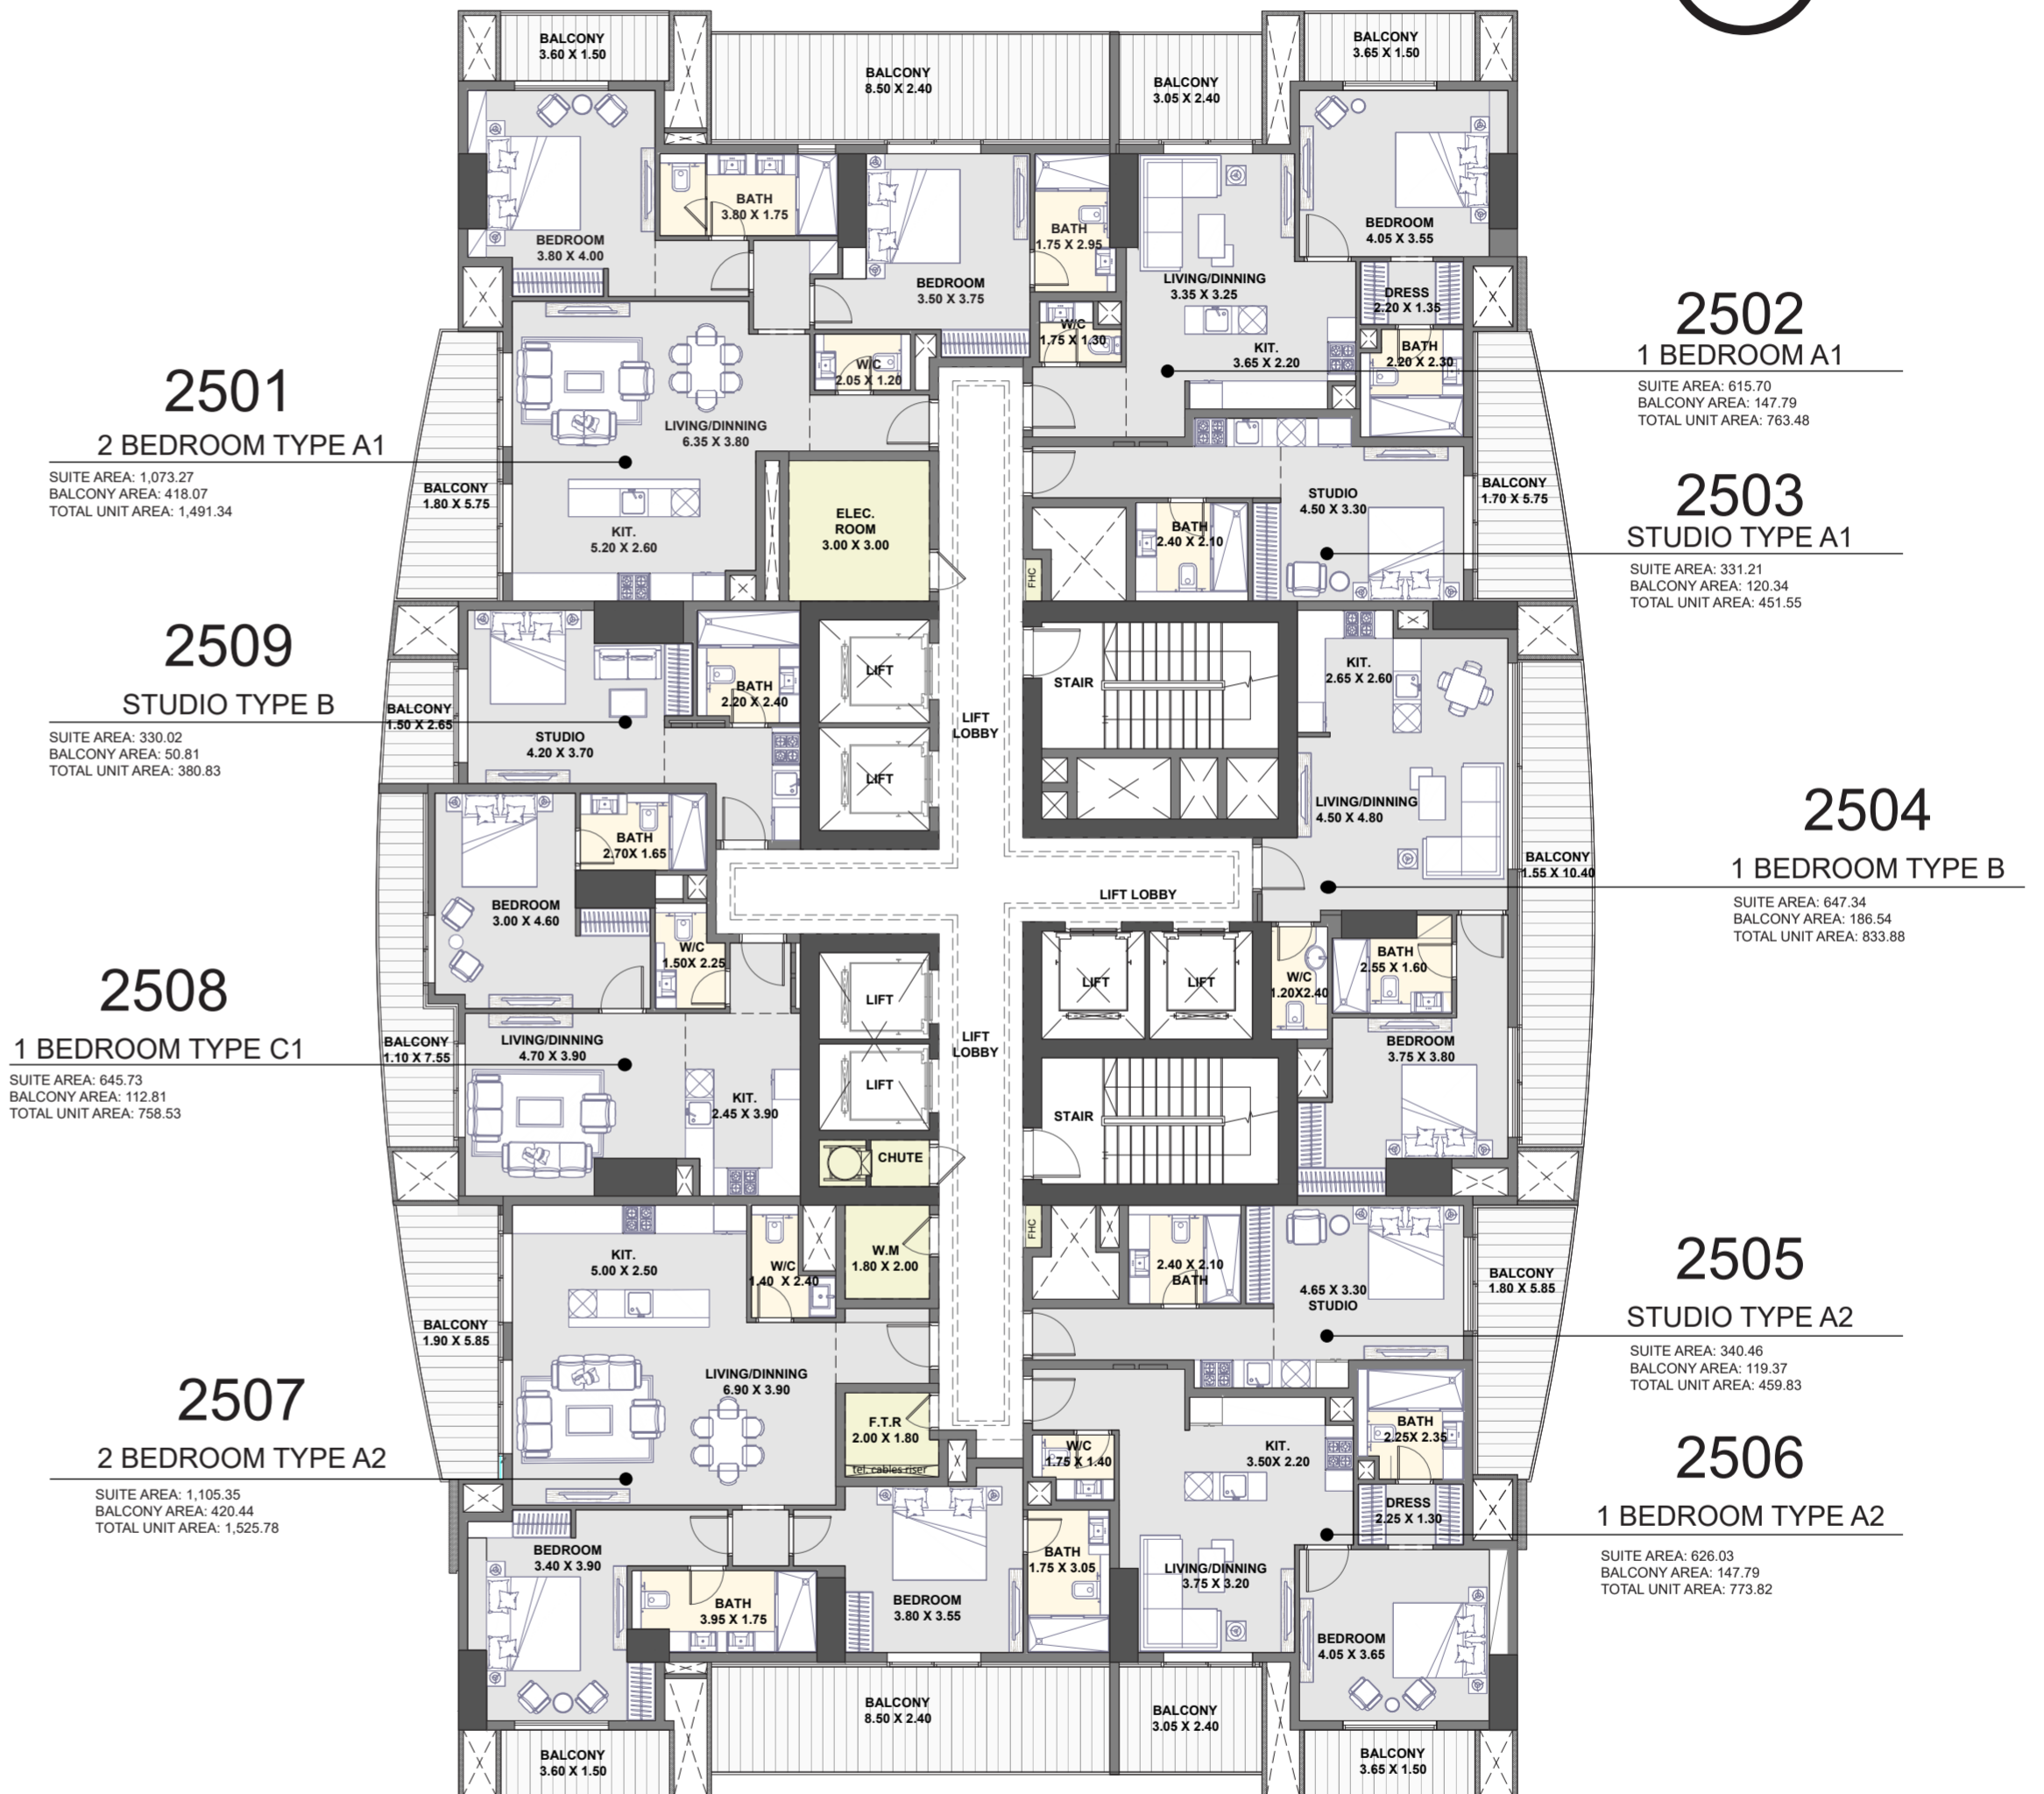 BALCONY
3.60 X 1.50
BALCONY
8.50 X 2.40
BALCONY
3.05 X 2.40
BALCONY
3.65 X 1.50
BEDROOM
3.80 X 4.00
BATH
3.80 X 1.75
BEDROOM
3.50 X 3.75
BATH
1.75 X 2.95
W/C
1.75 X 1.30
W/C
2.05 X 1.20
LIVING/DINNING
3.35 X 3.25
KIT.
3.65 X 2.20
BEDROOM
4.05 X 3.55
DRESS
2.20 X 1.35
BATH
2.20 X 2.30
2501
2 BEDROOM TYPE A1
SUITE AREA: 1,073.27
BALCONY AREA: 418.07
TOTAL UNIT AREA: 1,491.34
LIVING/DINNING
6.35 X 3.80
BALCONY
1.80 X 5.75
KIT.
5.20 X 2.60
ELEC.
ROOM
3.00 X 3.00
2502
1 BEDROOM A1
SUITE AREA: 615.70
BALCONY AREA: 147.79
TOTAL UNIT AREA: 763.48
2503
STUDIO TYPE A1
SUITE AREA: 331.21
BALCONY AREA: 120.34
TOTAL UNIT AREA: 451.55
STUDIO
4.50 X 3.30
BALCONY
1.70 X 5.75
BATH
2.40 X 2.10
FHC
2509
STUDIO TYPE B
SUITE AREA: 330.02
BALCONY AREA: 50.81
TOTAL UNIT AREA: 380.83
BALCONY
1.50 X 2.65
STUDIO
4.20 X 3.70
BATH
2.20 X 2.40
LIFT
LIFT
LIFT
LOBBY
STAIR
KIT.
2.65 X 2.60
LIVING/DINNING
4.50 X 4.80
BALCONY
1.55 X 10.40
2504
1 BEDROOM TYPE B
SUITE AREA: 647.34
BALCONY AREA: 186.54
TOTAL UNIT AREA: 833.88
BATH
2.70X 1.65
BEDROOM
3.00 X 4.60
W/C
1.50X 2.25
LIFT LOBBY
LIFT
LIFT
W/C
1.20X2.40
BATH
2.55 X 1.60
BEDROOM
3.75 X 3.80
2508
1 BEDROOM TYPE C1
SUITE AREA: 645.73
BALCONY AREA: 112.81
TOTAL UNIT AREA: 758.53
BALCONY
1.10 X 7.55
LIVING/DINNING
4.70 X 3.90
KIT.
2.45 X 3.90
LIFT
LIFT
LIFT
LOBBY
STAIR
CHUTE
KIT.
5.00 X 2.50
W/C
1.40 X 2.40
W.M
1.80 X 2.00
FHC
2.40 X 2.10
BATH
4.65 X 3.30
STUDIO
BALCONY
1.80 X 5.85
2505
STUDIO TYPE A2
SUITE AREA: 340.46
BALCONY AREA: 119.37
TOTAL UNIT AREA: 459.83
BALCONY
1.90 X 5.85
LIVING/DINNING
6.90 X 3.90
F.T.R
2.00 X 1.80
tel. cables riser
2507
2 BEDROOM TYPE A2
SUITE AREA: 1,105.35
BALCONY AREA: 420.44
TOTAL UNIT AREA: 1,525.78
W/C
1.75 X 1.40
KIT.
3.50X 2.20
BATH
2.25X 2.35
DRESS
2.25 X 1.30
2506
1 BEDROOM TYPE A2
SUITE AREA: 626.03
BALCONY AREA: 147.79
TOTAL UNIT AREA: 773.82
BEDROOM
3.40 X 3.90
BATH
3.95 X 1.75
BEDROOM
3.80 X 3.55
BATH
1.75 X 3.05
LIVING/DINNING
3.75 X 3.20
BEDROOM
4.05 X 3.65
BALCONY
8.50 X 2.40
BALCONY
3.05 X 2.40
BALCONY
3.60 X 1.50
BALCONY
3.65 X 1.50